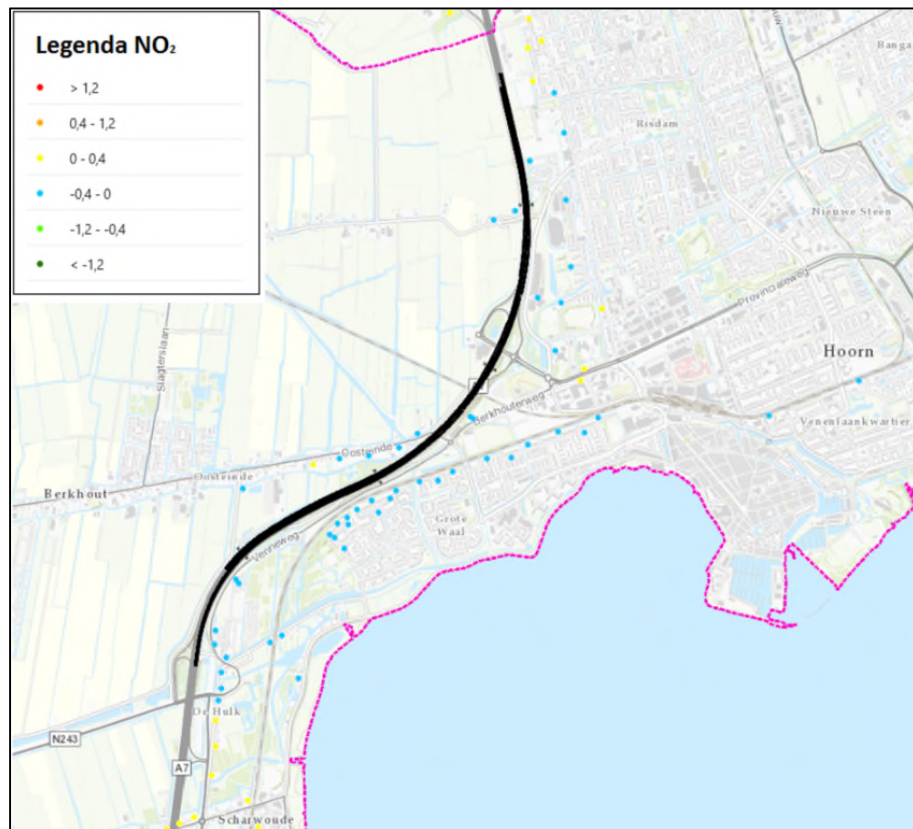 Legenda NO₂
> 1,2
0,4 - 1,2
0 - 0,4
-0,4 - 0
-1,2 - -0,4
< -1,2
Risdam
Banga
Nieuwe Steen
Provincialeweg
Slagterslaan
Hoorn
Berkhouterweg
Venenlaankwartier
Oosteinde
Oosteinde
Berkhout
Grote
Waal
Venneweg
De Hulk
N243
A7
Scharwoude